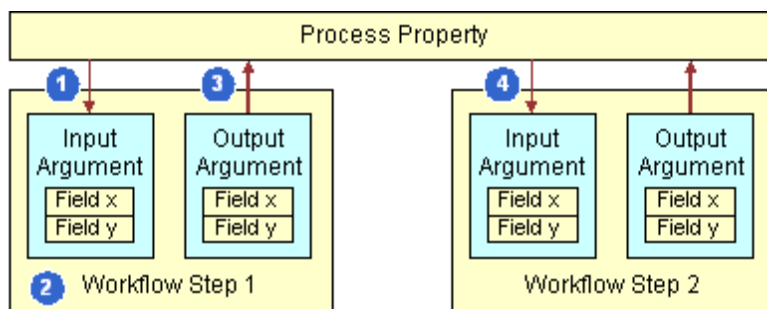 Process Property
1
3
4
Input
Argument
Field x
Field y
Output
Argument
Field x
Field y
2
Workflow Step 1
Input
Argument
Field x
Field y
Output
Argument
Field x
Field y
Workflow Step 2